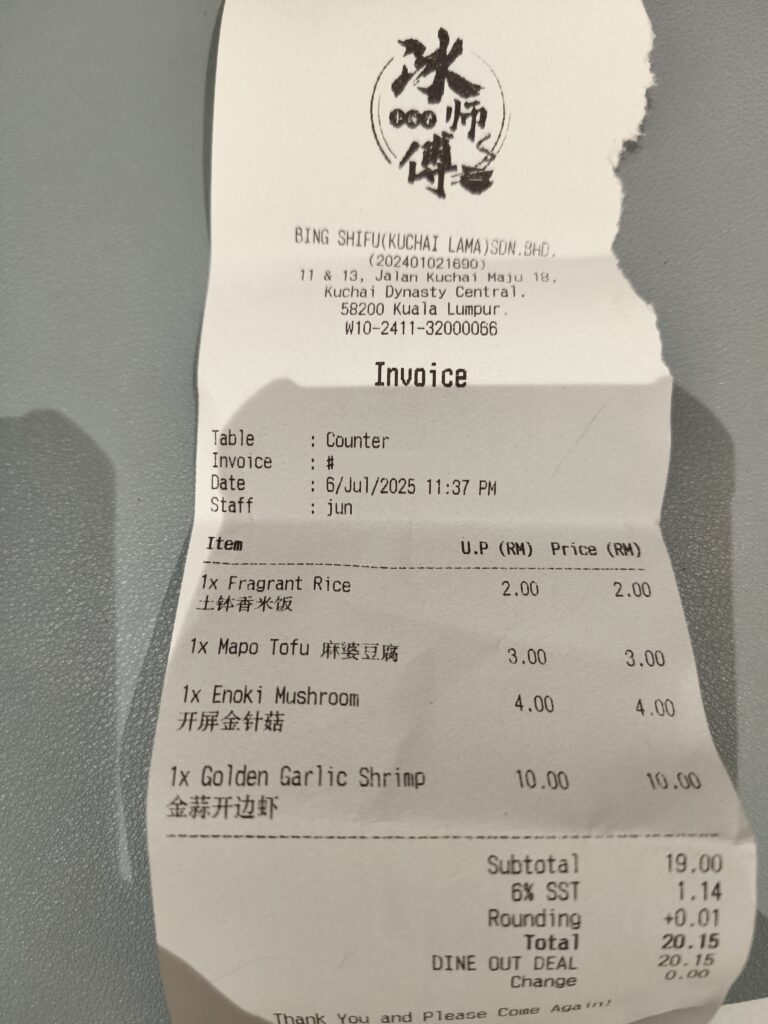 冰师傅
BING SHIFU(KUCHAI LAMA)SDN.BHD.
(202401021690)
11 & 13, Jalan Kuchai Maju 18,
Kuchai Dynasty Central.
58200 Kuala Lumpur.
W10-2411-32000066
Invoice
Table : Counter
Invoice : #
Date : 6/Jul/2025 11:37 PM
Staff : jun
Item U.P (RM) Price (RM)
1x Fragrant Rice 2.00 2.00
土钵香米饭
1x Mapo Tofu 麻婆豆腐 3.00 3.00
1x Enoki Mushroom 4.00 4.00
开屏金针菇
1x Golden Garlic Shrimp 10.00 10.00
金蒜开边虾
Subtotal 19.00
6% SST 1.14
Rounding +0.01
Total 20.15
DINE OUT DEAL 20.15
Change 0.00
Thank You and Please Come Again!